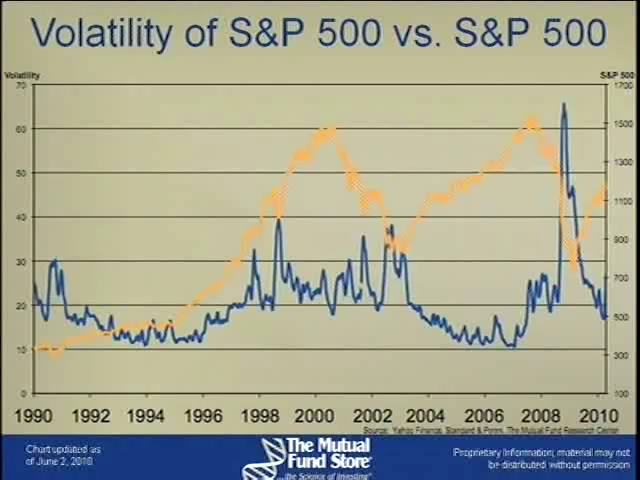 Volatility of S&P 500 vs. S&P 500
Volatility
S&P 500
70
60
50
40
30
20
10
0
1700
1500
1300
1100
900
700
500
300
100
1990 1992 1994 1996 1998 2000 2002 2004 2006 2008 2010
Source: Yahoo Finance, Standard & Poors, The Mutual Fund Research Center
Chart updated as
of June 2, 2010
The Mutual
Fund Store®
...the Science of Investing®
Proprietary Information; material may not
be distributed without permission